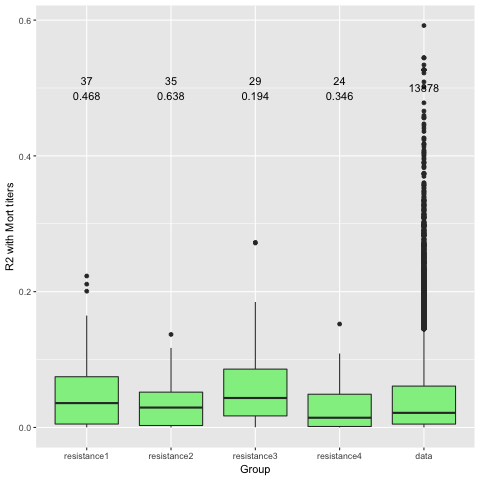 0.6
37
35
29
24
13878
0.468
0.638
0.194
0.346
0.4
R2 with Mort titers
0.2
0.0
resistance1
resistance2
resistance3
resistance4
data
Group